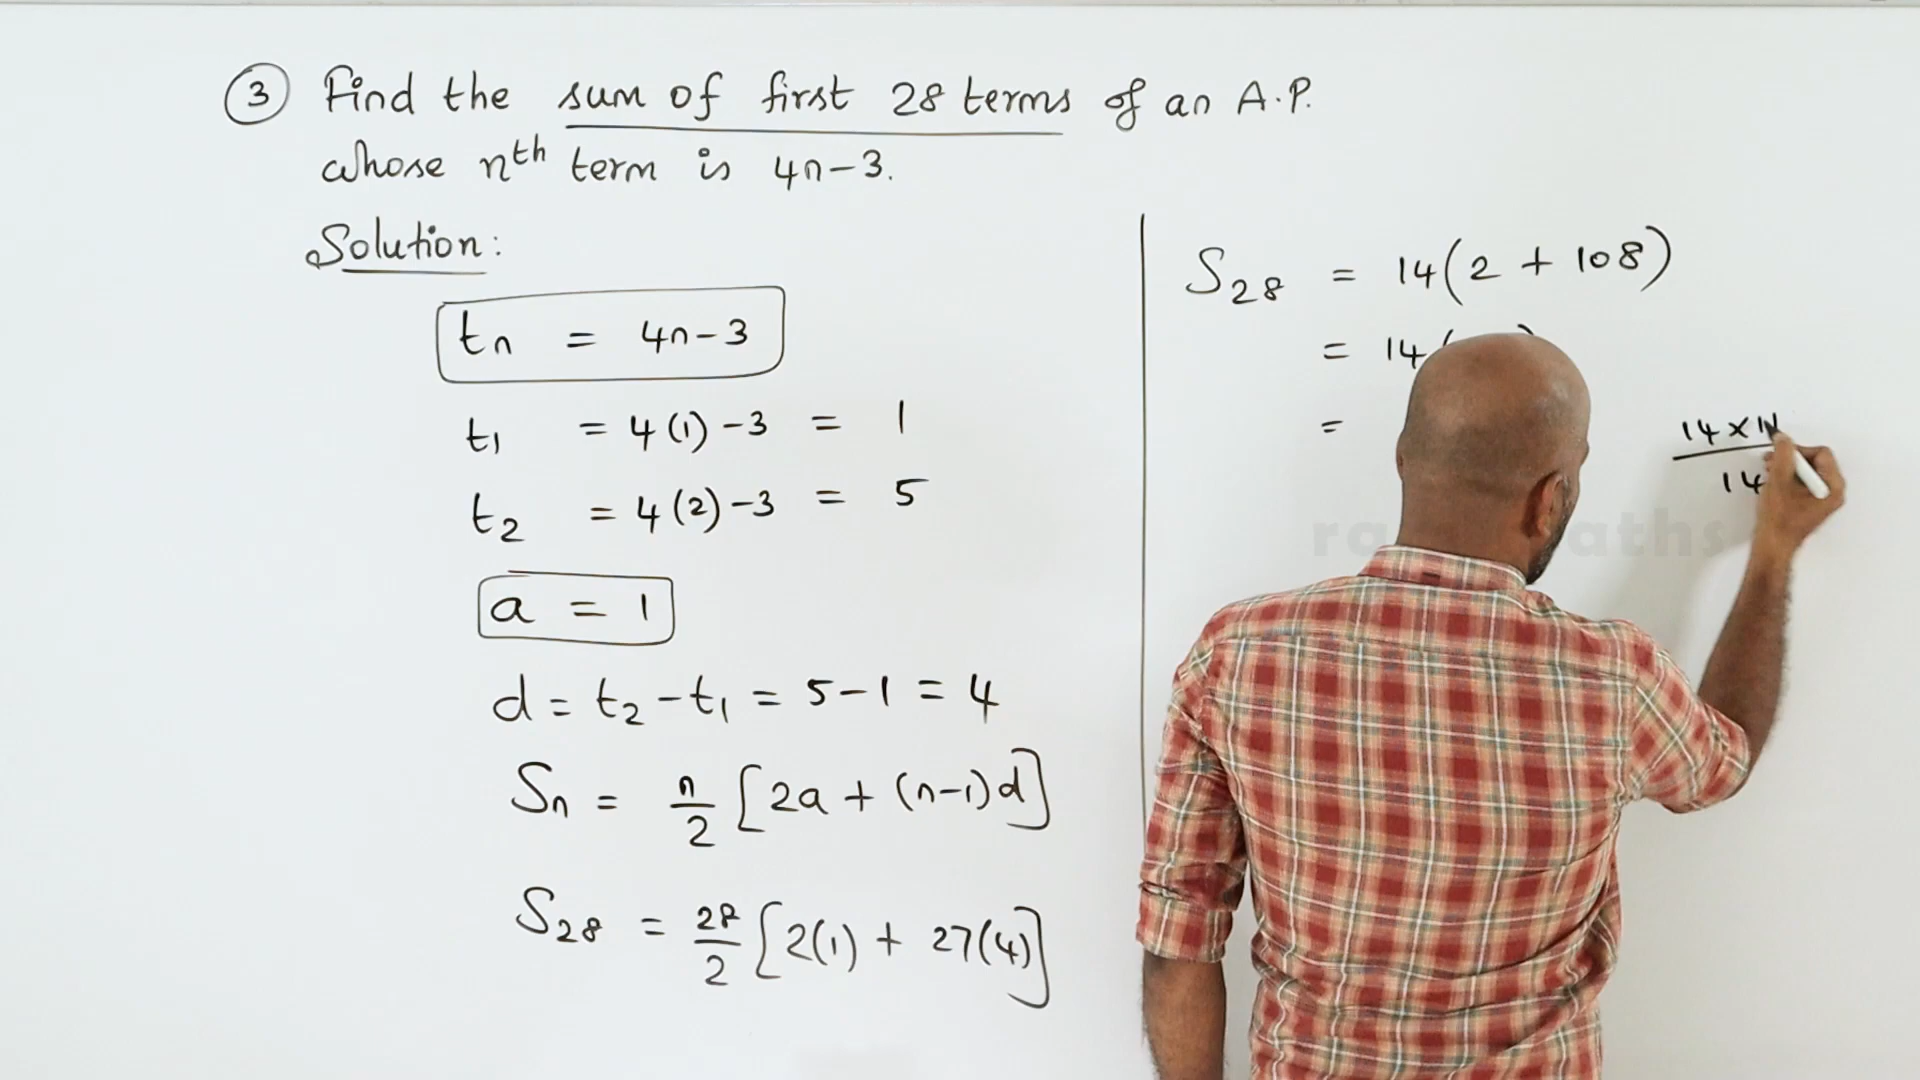 ③ Find the sum of first 28 terms of an A.P.
whose nth term is 4n-3.
Solution:
tn = 4n-3
t1 = 4(1)-3 = 1
t2 = 4(2)-3 = 5
a = 1
d = t2 - t1 = 5-1 = 4
Sn = n/2 [2a + (n-1)d]
S28 = 28/2 [2(1) + 27(4)]
S28 = 14(2 + 108)
= 14(
=
14 × 11
14